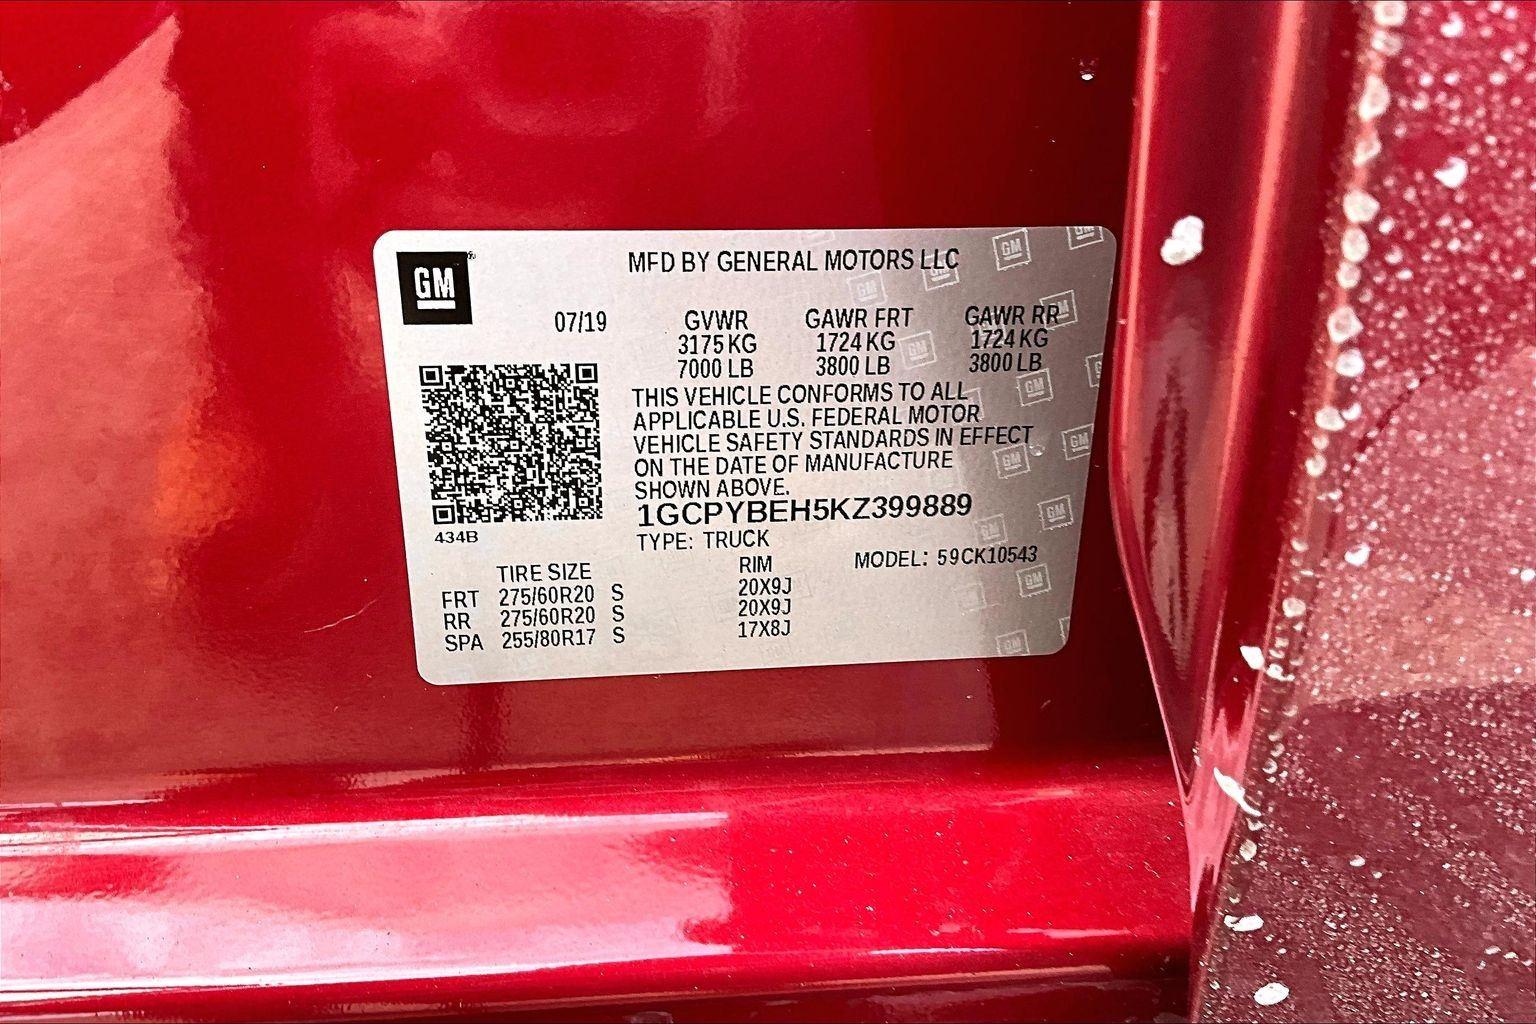 GM
MFD BY GENERAL MOTORS LLC
07/19 GVWR GAWR FRT GAWR RR
3175 KG 1724 KG 1724 KG
7000 LB 3800 LB 3800 LB
THIS VEHICLE CONFORMS TO ALL
APPLICABLE U.S. FEDERAL MOTOR
VEHICLE SAFETY STANDARDS IN EFFECT
ON THE DATE OF MANUFACTURE
SHOWN ABOVE.
1GCPYBEH5KZ399889
434B
TYPE: TRUCK
MODEL: 59CK10543
TIRE SIZE RIM
FRT 275/60R20 S 20X9J
RR 275/60R20 S 20X9J
SPA 255/80R17 S 17X8J